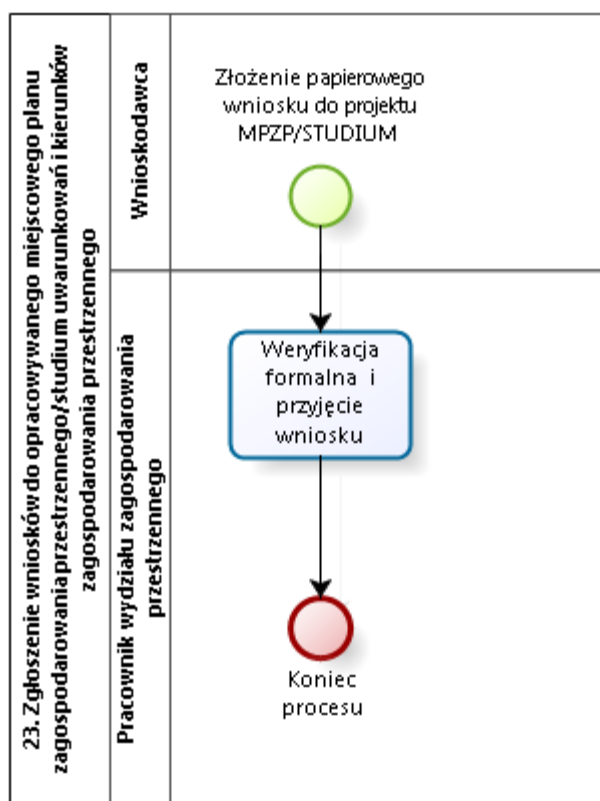 23. Zgłoszenie wniosków do opracowywanego miejscowego planu
zagospodarowania przestrzennego/studium uwarunkowań i kierunków
zagospodarowania przestrzennego
Wnioskodawca
Złożenie papierowego
wniosku do projektu
MPZP/STUDIUM
Pracownik wydziału zagospodarowania
przestrzennego
Weryfikacja
formalna i
przyjęcie
wniosku
Koniec
procesu